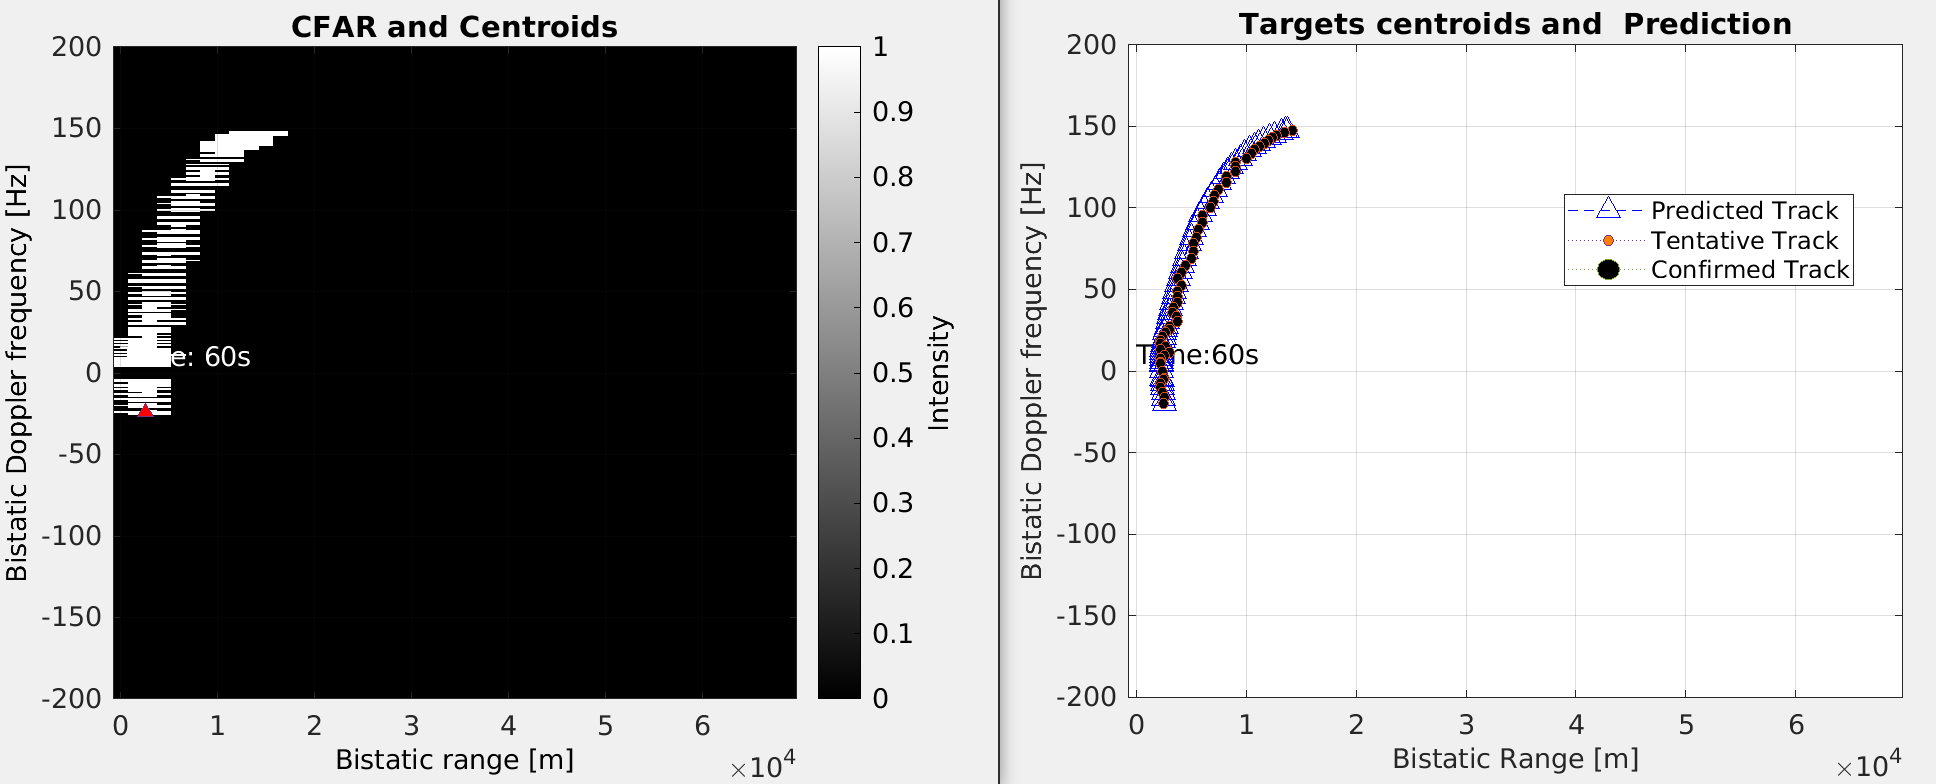 CFAR and Centroids
200
150
100
50
0
-50
-100
-150
-200
0 1 2 3 4 5 6
Bistatic range [m]
×10⁴
Bistatic Doppler frequency [Hz]
e: 60s
1
0.9
0.8
0.7
0.6
0.5
0.4
0.3
0.2
0.1
0
Intensity
Targets centroids and  Prediction
200
150
100
50
0
-50
-100
-150
-200
0 1 2 3 4 5 6
Bistatic Range [m]
×10⁴
Bistatic Doppler frequency [Hz]
Time:60s
Predicted Track
Tentative Track
Confirmed Track